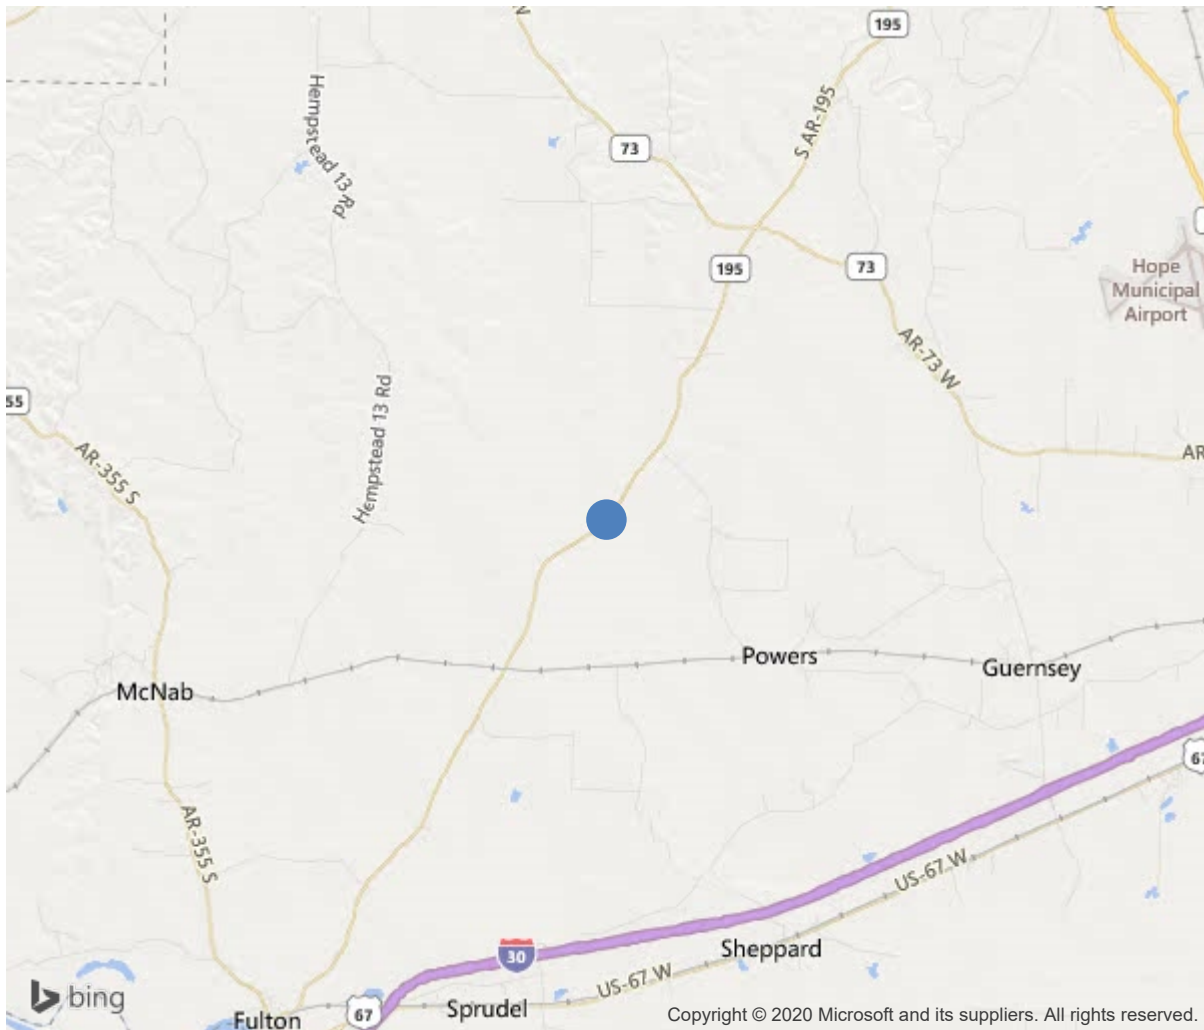 195
S AR-195
Hempstead 13 Rd
73
195
73
Hope
Municipal
Airport
AR-73 W
55
AR-355 S
Hempstead 13 Rd
AR
Powers
Guernsey
McNab
67
AR-355 S
US-67 W
Sheppard
30
US-67 W
bing
Fulton
67
Sprudel
Copyright © 2020 Microsoft and its suppliers. All rights reserved.